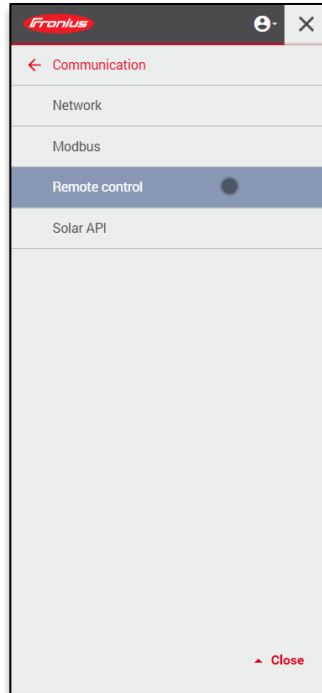 Fronius
Communication
Network
Modbus
Remote control
Solar API
Close